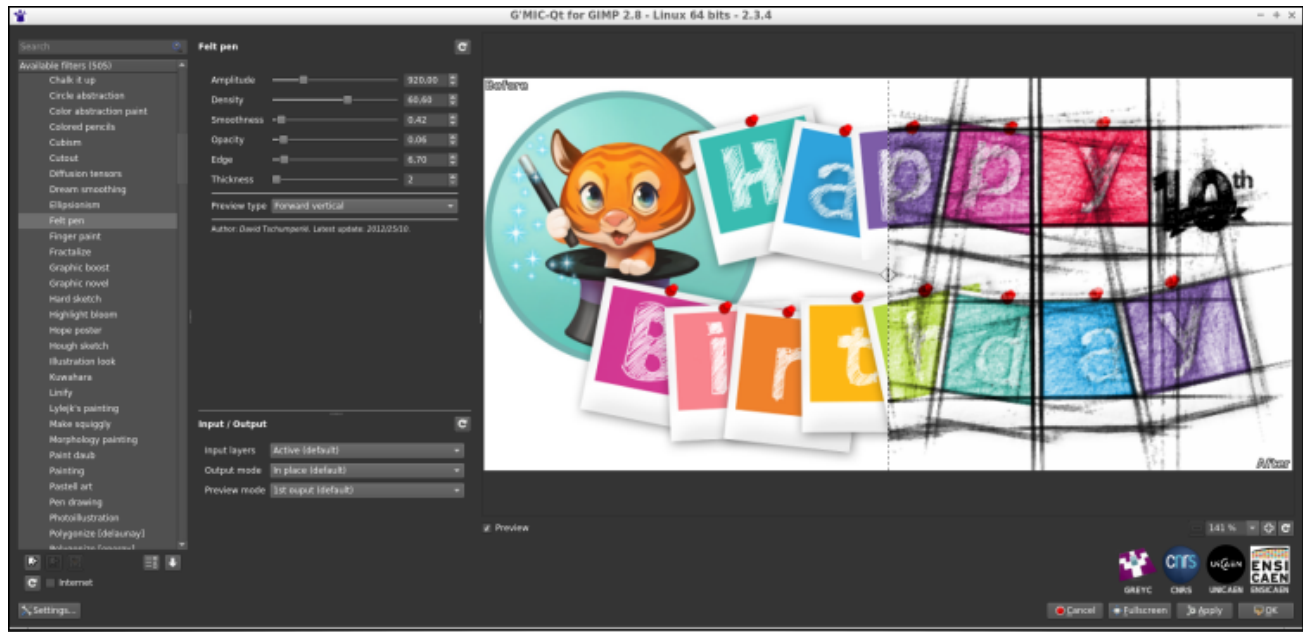 G'MIC-Qt for GIMP 2.8 - Linux 64 bits - 2.3.4
Search
Available filters (505)
Chalk it up
Circle abstraction
Color abstraction paint
Colored pencils
Cubism
Cutout
Diffusion tensors
Dream smoothing
Ellipsionism
Felt pen
Finger paint
Fractalize
Graphic boost
Graphic novel
Hard sketch
Highlight bloom
Hope poster
Hough sketch
Illustration look
Kuwahara
Linify
Lylejk's painting
Make squiggly
Morphology painting
Paint daub
Painting
Pastell art
Pen drawing
Photoillustration
Polygonize [delaunay]
Internet
Settings...
Felt pen
Amplitude 920,00
Density 60,60
Smoothness 0,42
Opacity 0,06
Edge 6,70
Thickness 2
Preview type Forward vertical
Author: David Tschumperlé. Latest update: 2012/25/10.
Input / Output
Input layers Active (default)
Output mode In place (default)
Preview mode 1st ouput (default)
Before
Happy
10th
Birthday
After
Preview
141 %
GREYC
CNRS
UNICAEN
ENSICAEN
cnrs
UNICAEN
ENSI
CAEN
Cancel
Fullscreen
Apply
OK